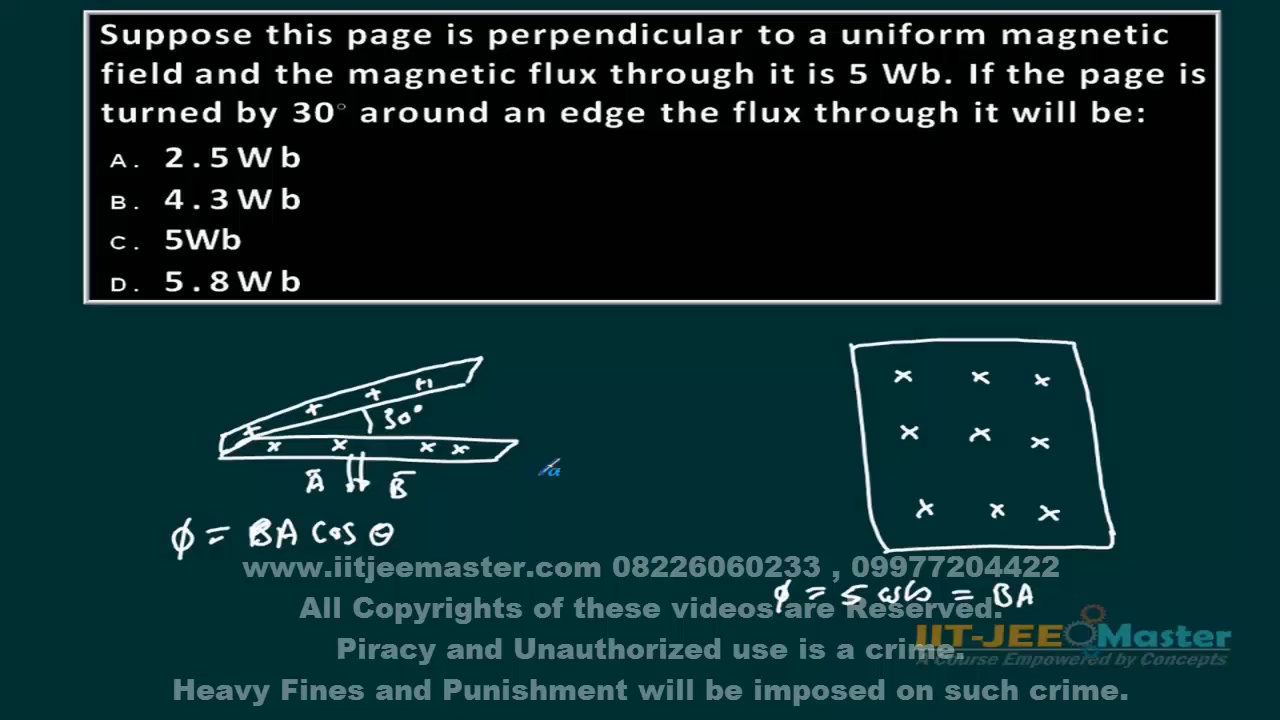 Suppose this page is perpendicular to a uniform magnetic
field and the magnetic flux through it is 5 Wb. If the page is
turned by 30° around an edge the flux through it will be:
A. 2.5Wb
B. 4.3Wb
C. 5Wb
D. 5.8Wb
30°
A̅ B̅
ϕ = BA cos θ
www.iitjeemaster.com 08226060233 , 09977204422
ϕ = 5 = BA
All Copyrights of these videos are Reserved.
IIT-JEE Master
Piracy and Unauthorized use is a crime.
A Course Empowered by Concepts
Heavy Fines and Punishment will be imposed on such crime.